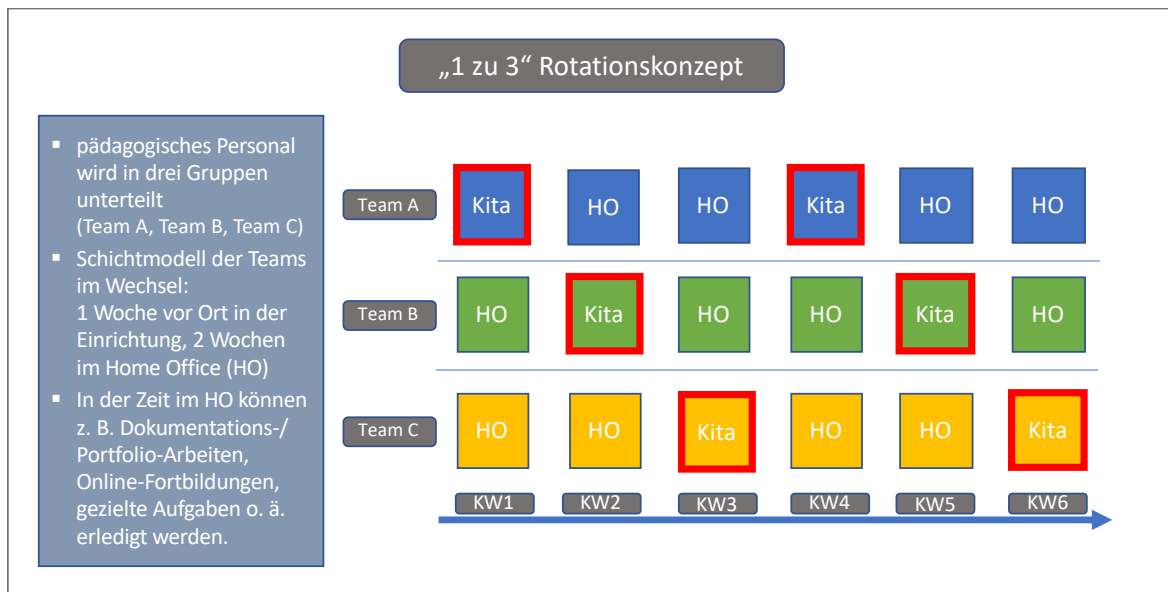 „1 zu 3“ Rotationskonzept
▪ pädagogisches Personal
wird in drei Gruppen
unterteilt
(Team A, Team B, Team C)
▪ Schichtmodell der Teams
im Wechsel:
1 Woche vor Ort in der
Einrichtung, 2 Wochen
im Home Office (HO)
▪ In der Zeit im HO können
z. B. Dokumentations-/
Portfolio-Arbeiten,
Online-Fortbildungen,
gezielte Aufgaben o. ä.
erledigt werden.
Team A Kita HO HO Kita HO HO
Team B HO Kita HO HO Kita HO
Team C HO HO Kita HO HO Kita
KW1 KW2 KW3 KW4 KW5 KW6